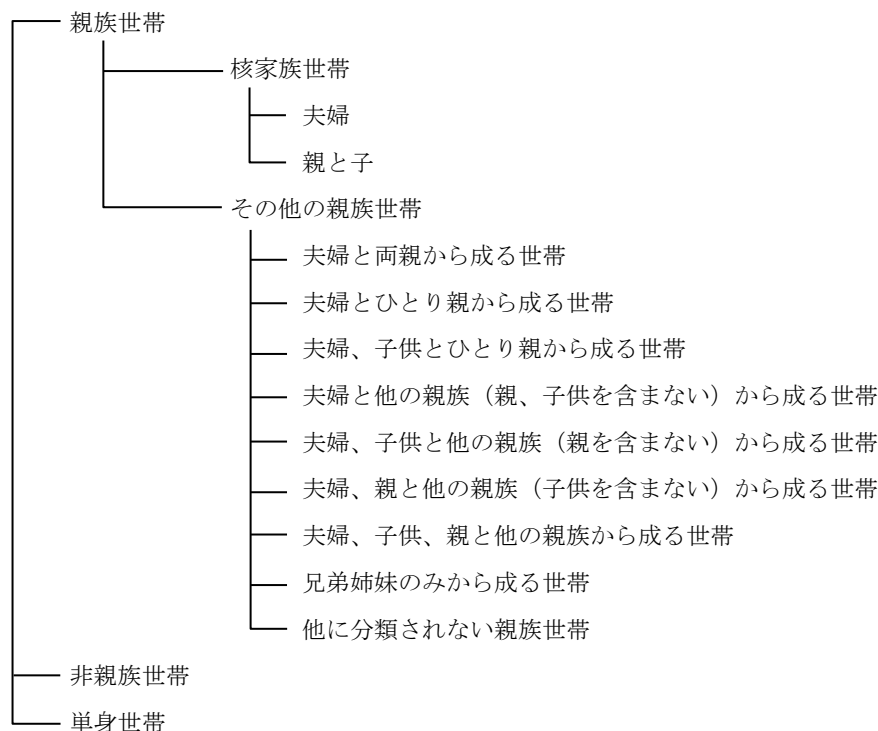 親族世帯
核家族世帯
夫婦
親と子
その他の親族世帯
夫婦と両親から成る世帯
夫婦とひとり親から成る世帯
夫婦、子供とひとり親から成る世帯
夫婦と他の親族（親、子供を含まない）から成る世帯
夫婦、子供と他の親族（親を含まない）から成る世帯
夫婦、親と他の親族（子供を含まない）から成る世帯
夫婦、子供、親と他の親族から成る世帯
兄弟姉妹のみから成る世帯
他に分類されない親族世帯
非親族世帯
単身世帯